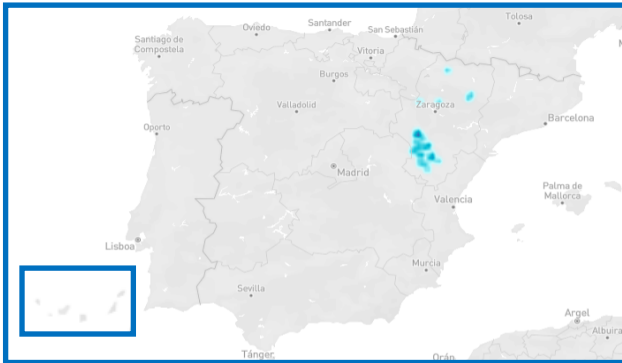 Tolosa
Santander
Oviedo
San Sebastián
Santiago de
Compostela
Vitoria
Burgos
Valladolid
Zaragoza
Barcelona
Oporto
Madrid
Palma de
Mallorca
Valencia
Lisboa
Murcia
Sevilla
Argel
Albuira
Tánger
Orán